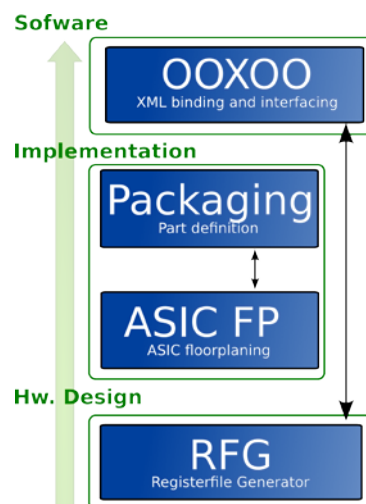 Sofware
OOXOO
XML binding and interfacing
Implementation
Packaging
Part definition
ASIC FP
ASIC floorplaning
Hw. Design
RFG
Registerfile Generator